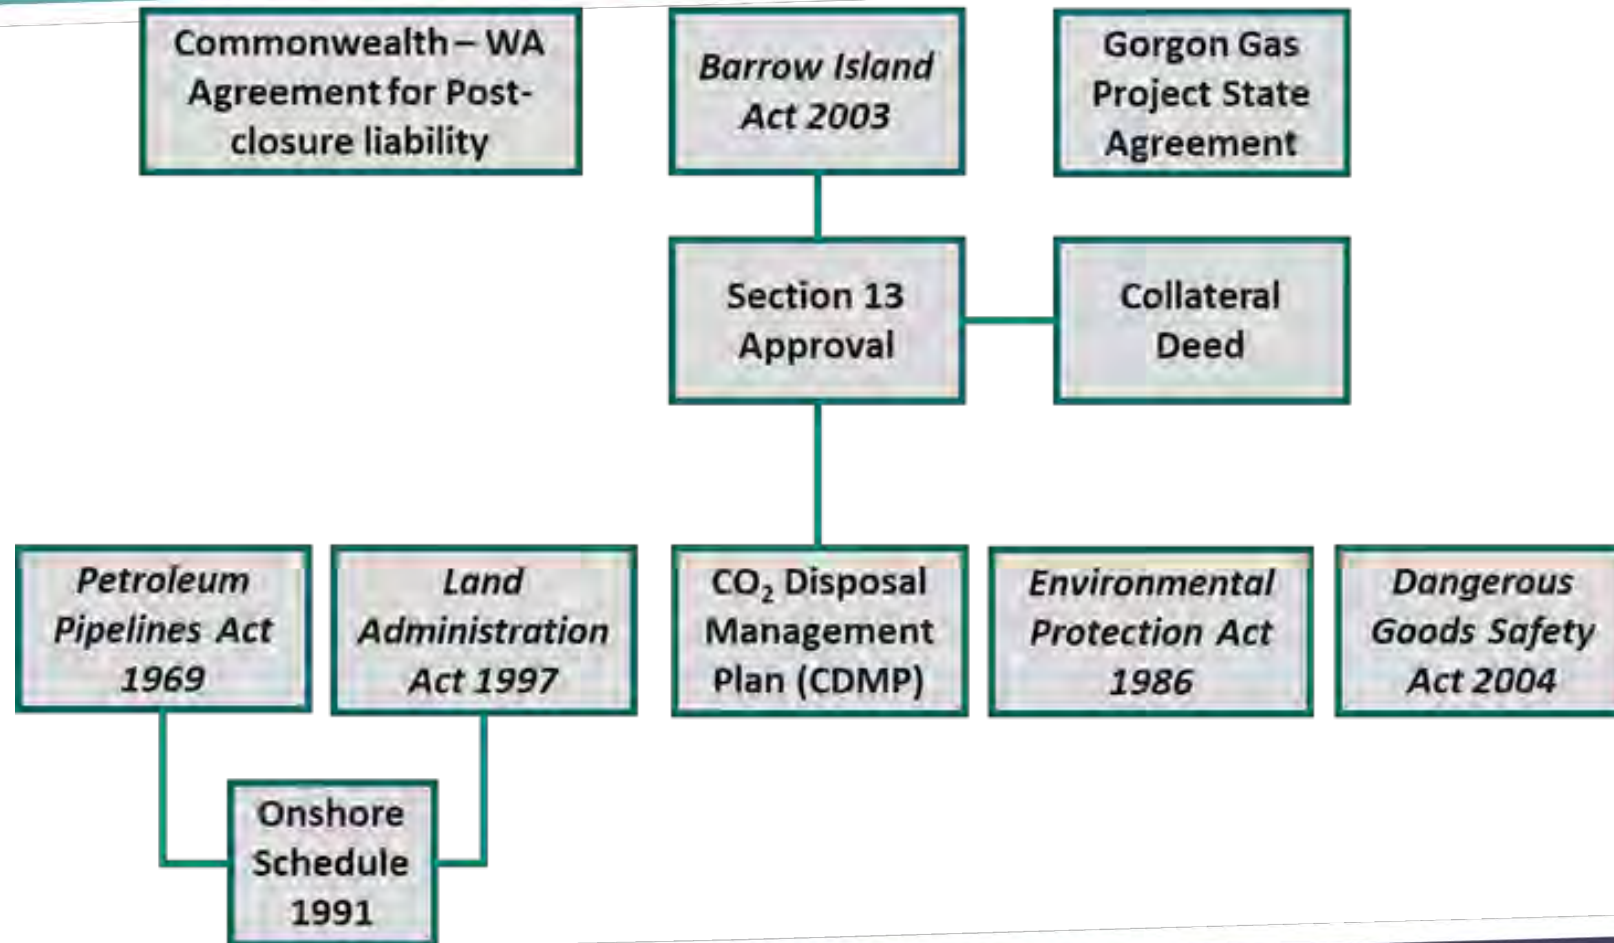 Commonwealth – WA
Agreement for Post-
closure liability
Barrow Island
Act 2003
Gorgon Gas
Project State
Agreement
Section 13
Approval
Collateral
Deed
Petroleum
Pipelines Act
1969
Land
Administration
Act 1997
CO₂ Disposal
Management
Plan (CDMP)
Environmental
Protection Act
1986
Dangerous
Goods Safety
Act 2004
Onshore
Schedule
1991